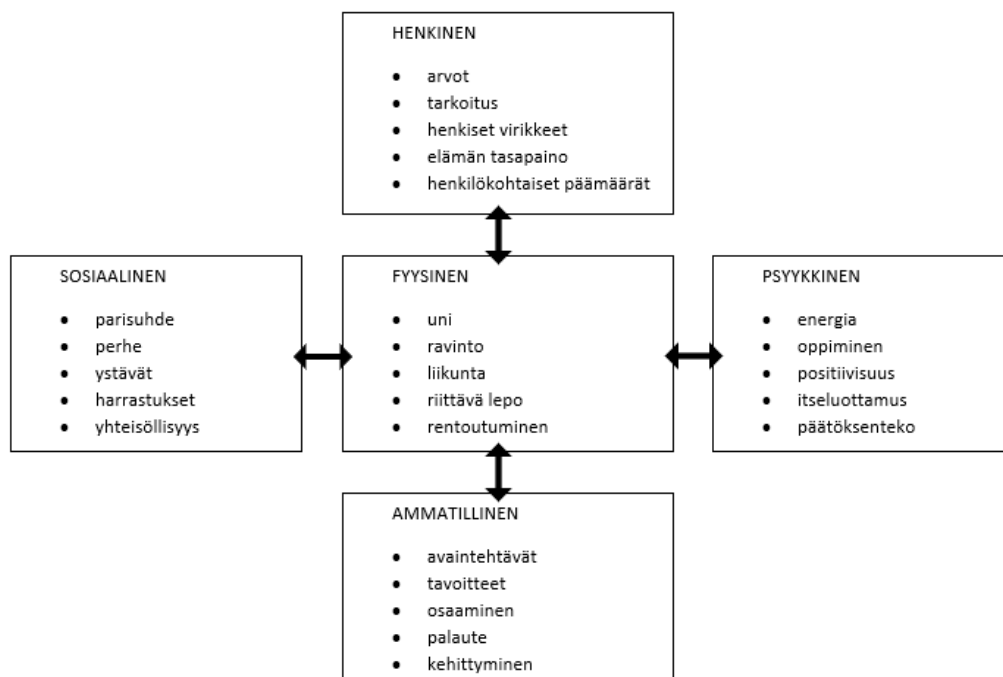 HENKINEN
• arvot
• tarkoitus
• henkiset virikkeet
• elämän tasapaino
• henkilökohtaiset päämäärät
SOSIAALINEN
• parisuhde
• perhe
• ystävät
• harrastukset
• yhteisöllisyys
FYYSINEN
• uni
• ravinto
• liikunta
• riittävä lepo
• rentoutuminen
PSYYKKINEN
• energia
• oppiminen
• positiivisuus
• itseluottamus
• päätöksenteko
AMMATILLINEN
• avaintehtävät
• tavoitteet
• osaaminen
• palaute
• kehittyminen